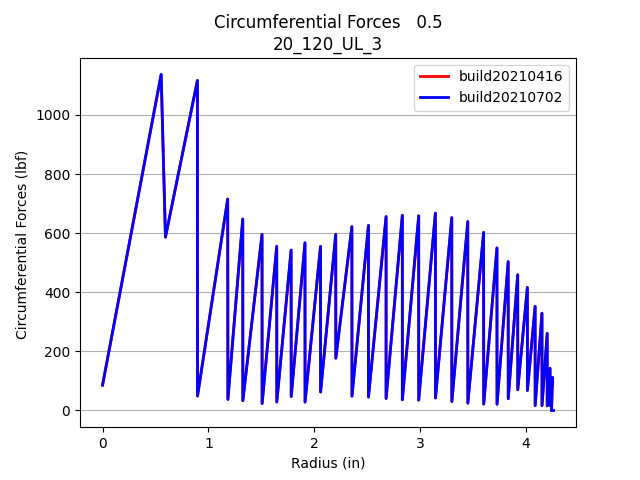 Circumferential Forces   0.5
20_120_UL_3
build20210416
build20210702
Circumferential Forces (lbf)
1000
800
600
400
200
0
0 1 2 3 4
Radius (in)